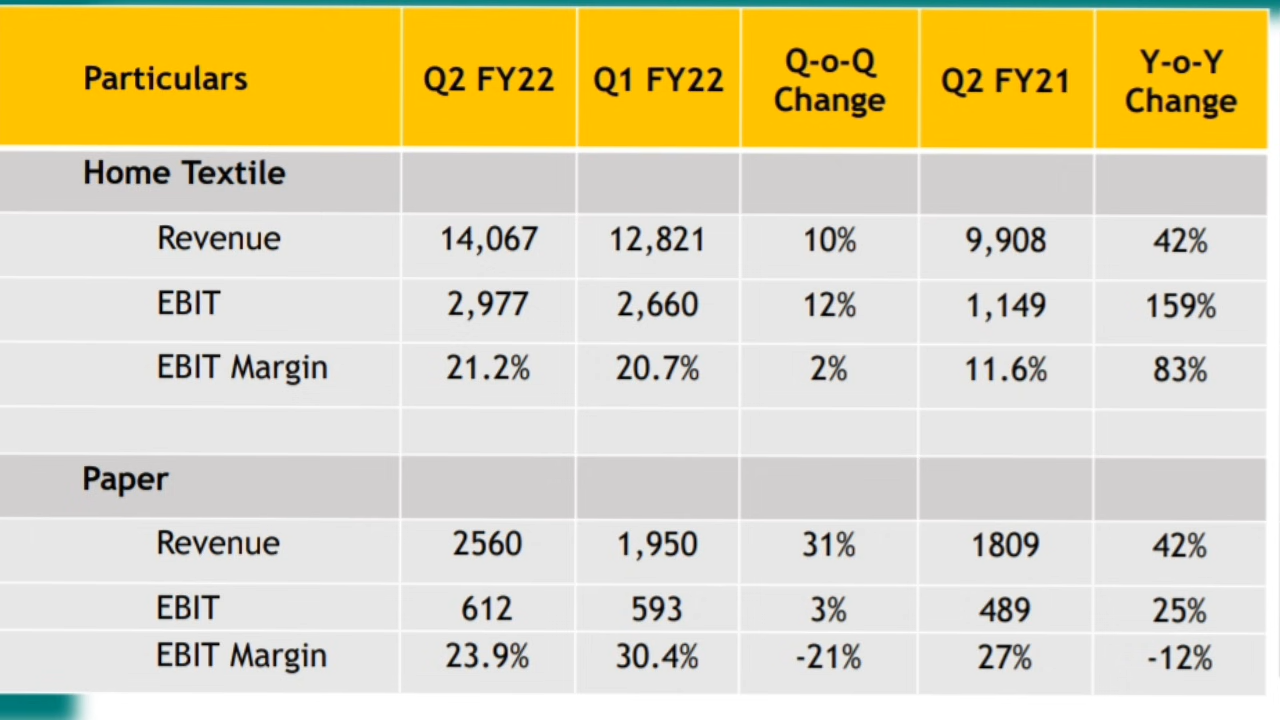 Particulars Q2 FY22 Q1 FY22 Q-o-Q Change Q2 FY21 Y-o-Y Change
Home Textile
Revenue 14,067 12,821 10% 9,908 42%
EBIT 2,977 2,660 12% 1,149 159%
EBIT Margin 21.2% 20.7% 2% 11.6% 83%
Paper
Revenue 2560 1,950 31% 1809 42%
EBIT 612 593 3% 489 25%
EBIT Margin 23.9% 30.4% -21% 27% -12%